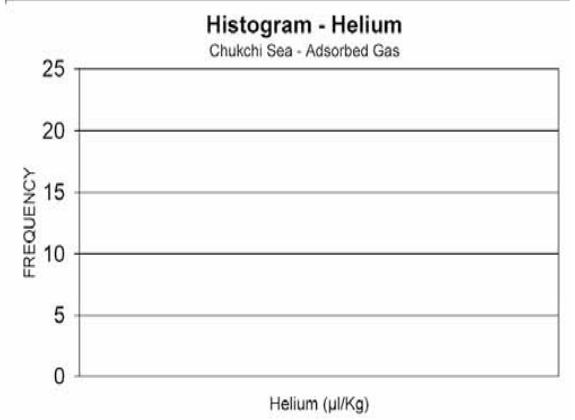 Histogram - Helium
Chukchi Sea - Adsorbed Gas
25
20
15
10
5
0
FREQUENCY
Helium (µl/Kg)